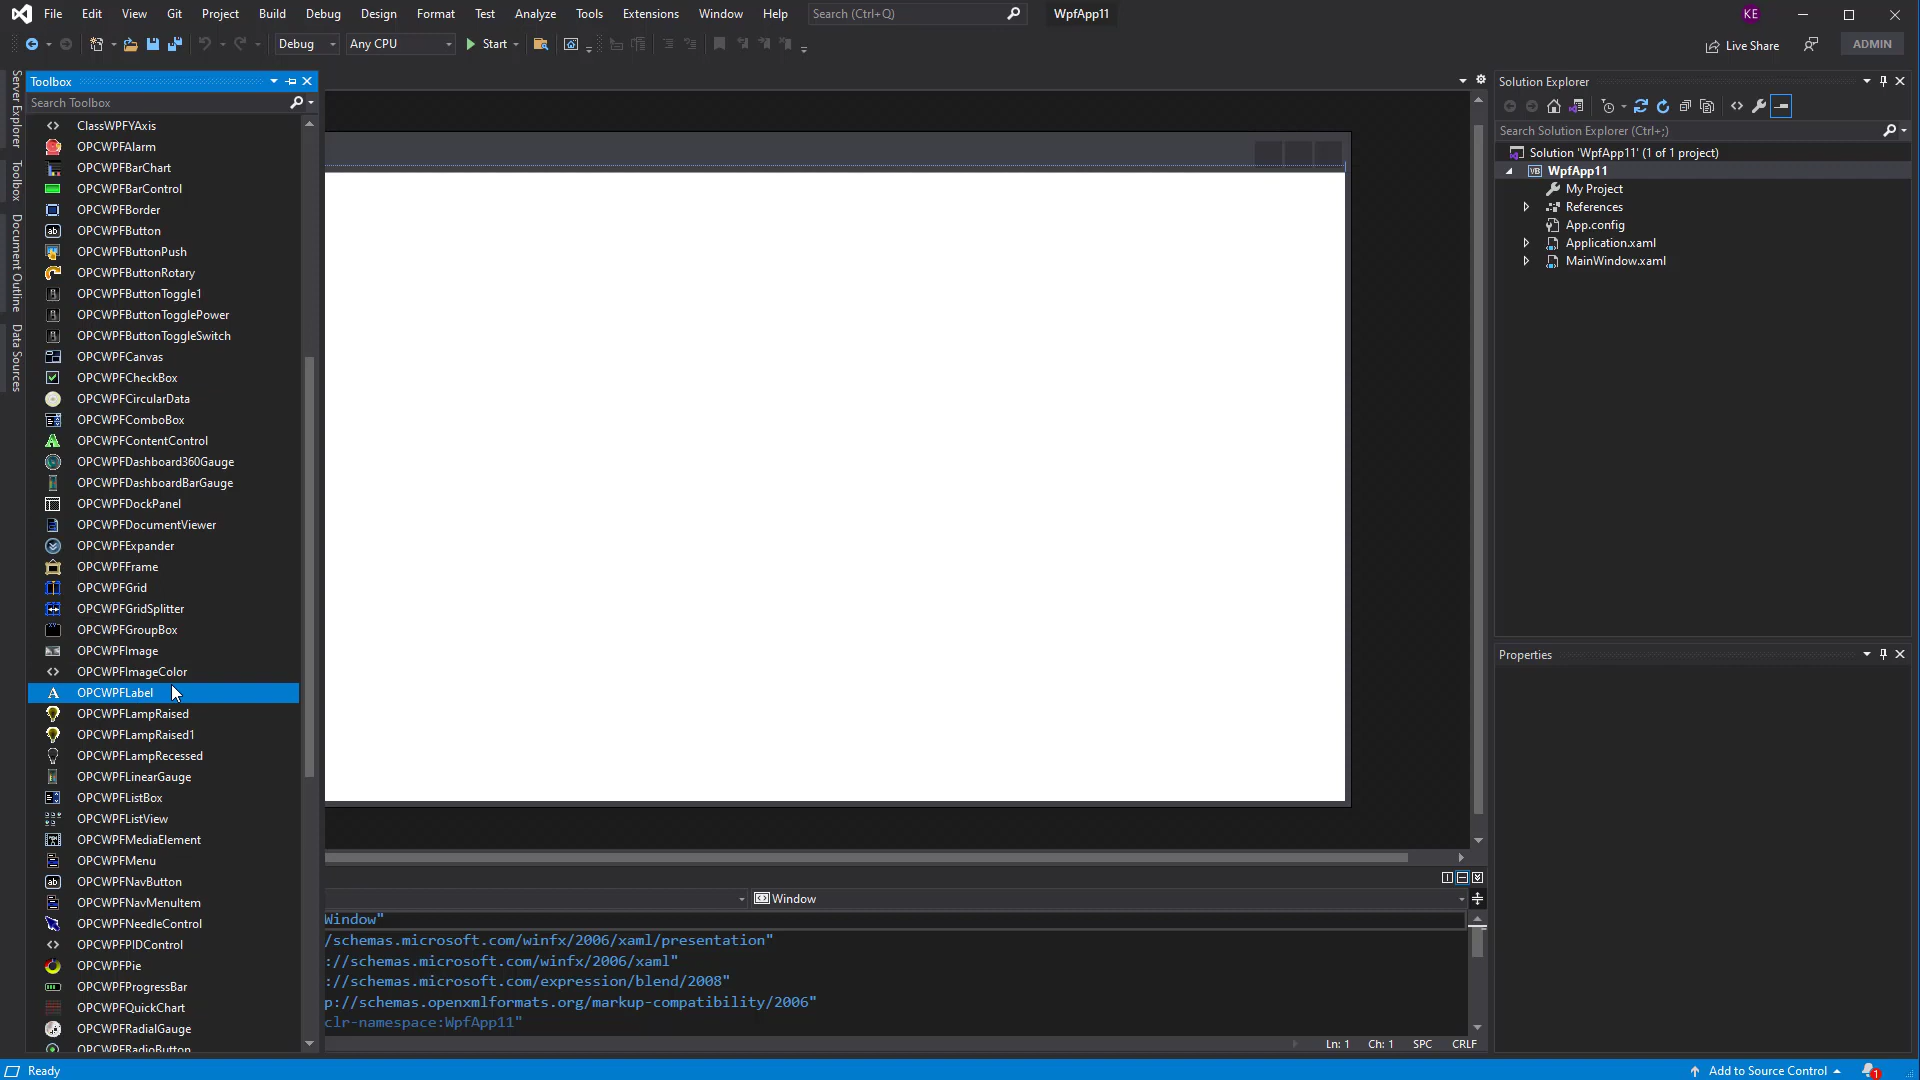 File Edit View Git Project Build Debug Design Format Test Analyze Tools Extensions Window Help Search (Ctrl+Q) WpfApp11 KE
Debug Any CPU Start Live Share ADMIN
Server Explorer
Toolbox
Document Outline
Data Sources
Toolbox
Search Toolbox
ClassWPFYAxis
OPCWPFAlarm
OPCWPFBarChart
OPCWPFBarControl
OPCWPFBorder
OPCWPFButton
OPCWPFButtonPush
OPCWPFButtonRotary
OPCWPFButtonToggle1
OPCWPFButtonTogglePower
OPCWPFButtonToggleSwitch
OPCWPFCanvas
OPCWPFCheckBox
OPCWPFCircularData
OPCWPFComboBox
OPCWPFContentControl
OPCWPFDashboard360Gauge
OPCWPFDashboardBarGauge
OPCWPFDockPanel
OPCWPFDocumentViewer
OPCWPFExpander
OPCWPFFrame
OPCWPFGrid
OPCWPFGridSplitter
OPCWPFGroupBox
OPCWPFImage
OPCWPFImageColor
OPCWPFLabel
OPCWPFLampRaised
OPCWPFLampRaised1
OPCWPFLampRecessed
OPCWPFLinearGauge
OPCWPFListBox
OPCWPFListView
OPCWPFMediaElement
OPCWPFMenu
OPCWPFNavButton
OPCWPFNavMenuItem
OPCWPFNeedleControl
OPCWPFPIDControl
OPCWPFPie
OPCWPFProgressBar
OPCWPFQuickChart
OPCWPFRadialGauge
OPCWPFRadioButton
Window
Window"
/schemas.microsoft.com/winfx/2006/xaml/presentation"
://schemas.microsoft.com/winfx/2006/xaml"
://schemas.microsoft.com/expression/blend/2008"
p://schemas.openxmlformats.org/markup-compatibility/2006"
clr-namespace:WpfApp11"
Ln: 1 Ch: 1 SPC CRLF
Solution Explorer
Search Solution Explorer (Ctrl+;)
Solution 'WpfApp11' (1 of 1 project)
VB WpfApp11
My Project
References
App.config
Application.xaml
MainWindow.xaml
Properties
Ready Add to Source Control 1